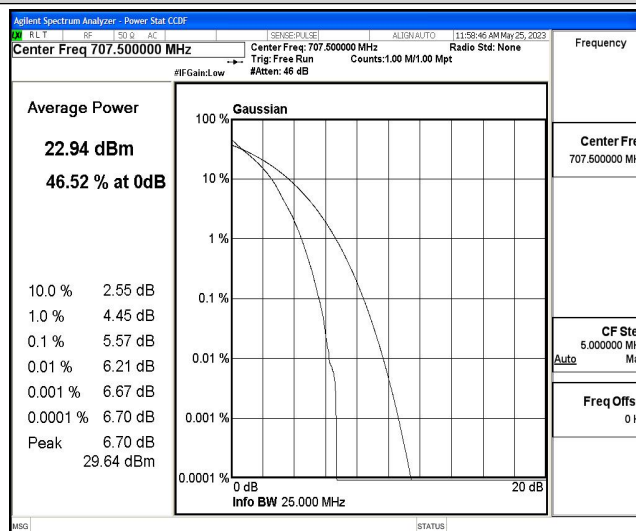 Agilent Spectrum Analyzer - Power Stat CCDF
LXI RLT RF 50 Ω AC SENSE:PULSE ALIGN AUTO 11:58:46 AM May 25, 2023
Center Freq 707.500000 MHz
Center Freq: 707.500000 MHz Radio Std: None
Trig: Free Run Counts:1.00 M/1.00 Mpt
#IFGain:Low #Atten: 46 dB
Frequency
Average Power
22.94 dBm
46.52 % at 0dB
10.0 % 2.55 dB
1.0 % 4.45 dB
0.1 % 5.57 dB
0.01 % 6.21 dB
0.001 % 6.67 dB
0.0001 % 6.70 dB
Peak 6.70 dB
29.64 dBm
Gaussian
100 %
10 %
1 %
0.1 %
0.01 %
0.001 %
0.0001 %
0 dB 20 dB
Info BW 25.000 MHz
Center Fre
707.500000 MH
CF Ste
5.000000 MH
Auto Ma
Freq Offs
0 H
MSG STATUS